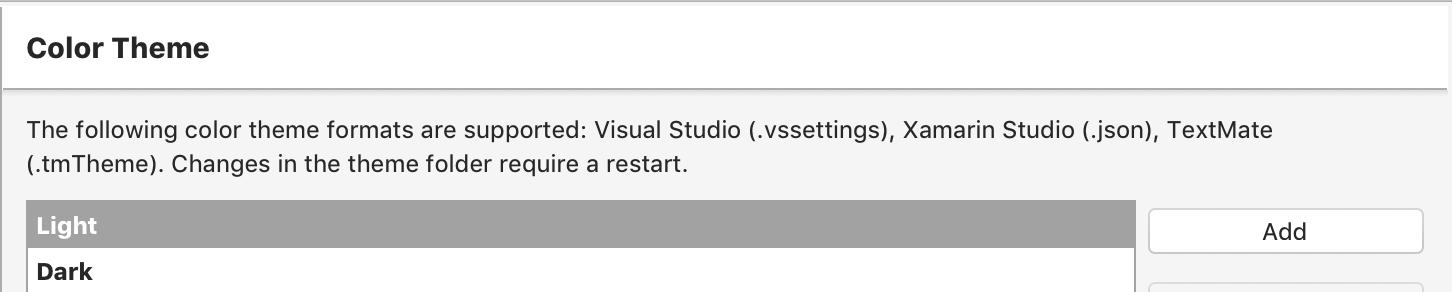 Color Theme
The following color theme formats are supported: Visual Studio (.vssettings), Xamarin Studio (.json), TextMate
(.tmTheme). Changes in the theme folder require a restart.
Light
Add
Dark